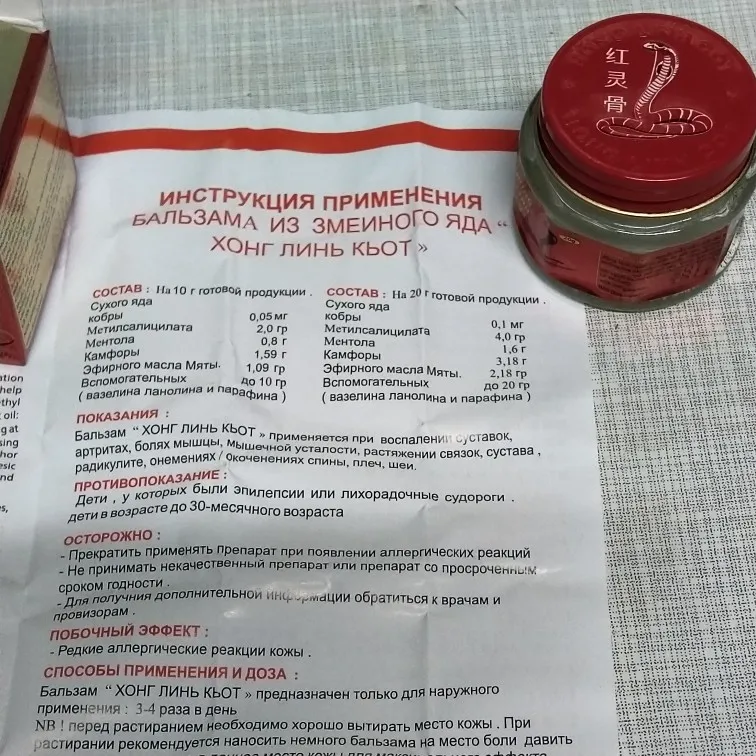 红
灵
骨
ИНСТРУКЦИЯ ПРИМЕНЕНИЯ
БАЛЬЗАМА ИЗ ЗМЕИНОГО ЯДА “
ХОНГ ЛИНЬ КЬОТ »
СОСТАВ : На 10 г готовой продукции .
Сухого яда
кобры 0,05 мг
Метилсалицилата 2,0 гр
Ментола 0,8 г
Камфоры 1,59 г
Эфирного масла Мяты. 1,09 гр
Вспомогательных до 10 гр
( вазелина ланолина и парафина )
СОСТАВ : На 20 г готовой продукции .
Сухого яда
кобры 0,1 мг
Метилсалицилата 4,0 гр
Ментола 1,6 г
Камфоры 3,18 г
Эфирного масла Мяты. 2,18 гр
Вспомогательных до 20 гр
( вазелина ланолина и парафина )
ПОКАЗАНИЯ :
Бальзам “ ХОНГ ЛИНЬ КЬОТ » применяется при воспалении суставок,
артритах, болях мышцы, мышечной усталости, растяжении связок, сустава ,
радикулите, онемениях / окоченениях спины, плеч, шеи.
ПРОТИВОПОКАЗАНИЕ :
Дети , у которых были эпилепсии или лихорадочные судороги .
дети в возрасте до 30-месячного возраста
ОСТОРОЖНО :
- Прекратить применять препарат при появлении аллергических реакций
- Не принимать некачественный препарат или препарат со просроченным
сроком годности .
- Для получния дополнительной информации обратиться к врачам и
провизорам .
ПОБОЧНЫЙ ЭФФЕКТ :
- Редкие аллергические реакции кожы .
СПОСОБЫ ПРИМЕНЕНИЯ И ДОЗА :
Бальзам “ ХОНГ ЛИНЬ КЬОТ » предназначен только для наружного
применения : 3-4 раза в день
NB ! перед растиранием необходимо хорошо вытирать место кожы . При
растирании рекомендуется наносить немного бальзама на место боли давить